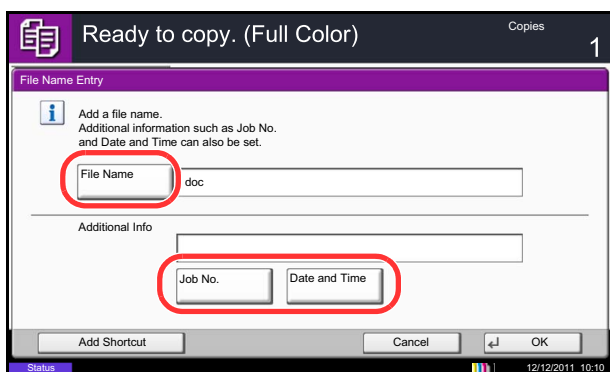 Ready to copy. (Full Color)
Copies
1
File Name Entry
i
Add a file name.
Additional information such as Job No.
and Date and Time can also be set.
File Name
doc
Additional Info
Job No.
Date and Time
Add Shortcut
Cancel
OK
Status
12/12/2011 10:10